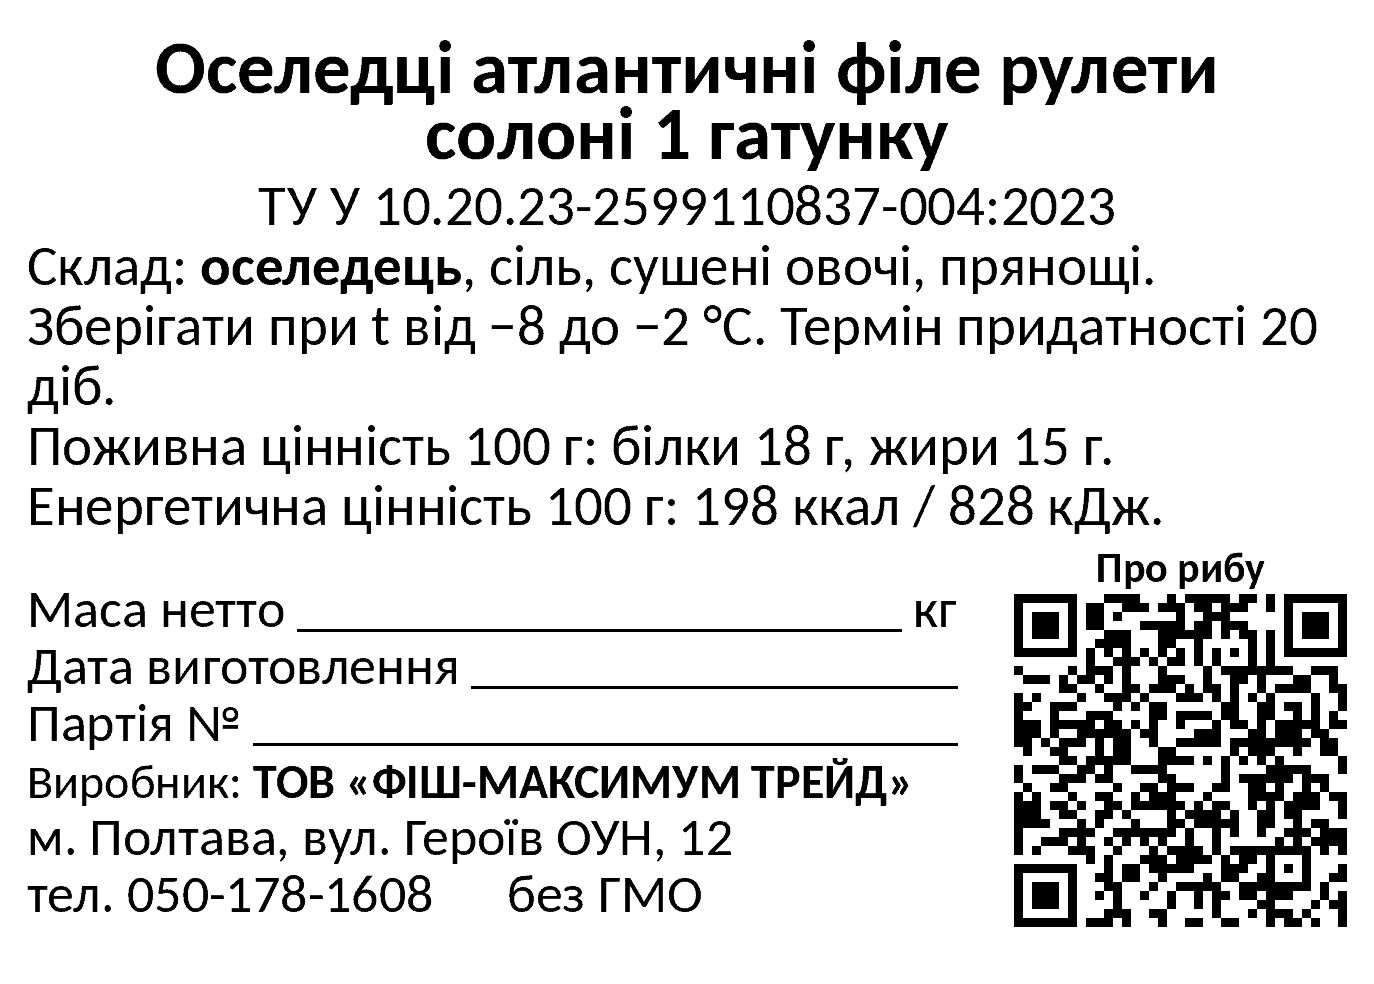 Оселедці атлантичні філе рулети
солоні 1 гатунку
ТУ У 10.20.23-2599110837-004:2023
Склад: оселедець, сіль, сушені овочі, прянощі.
Зберігати при t від −8 до −2 °C. Термін придатності 20
діб.
Поживна цінність 100 г: білки 18 г, жири 15 г.
Енергетична цінність 100 г: 198 ккал / 828 кДж.
Про рибу
Маса нетто ______________________ кг
Дата виготовлення __________________
Партія № __________________________
Виробник: ТОВ «ФІШ-МАКСИМУМ ТРЕЙД»
м. Полтава, вул. Героїв ОУН, 12
тел. 050-178-1608 без ГМО